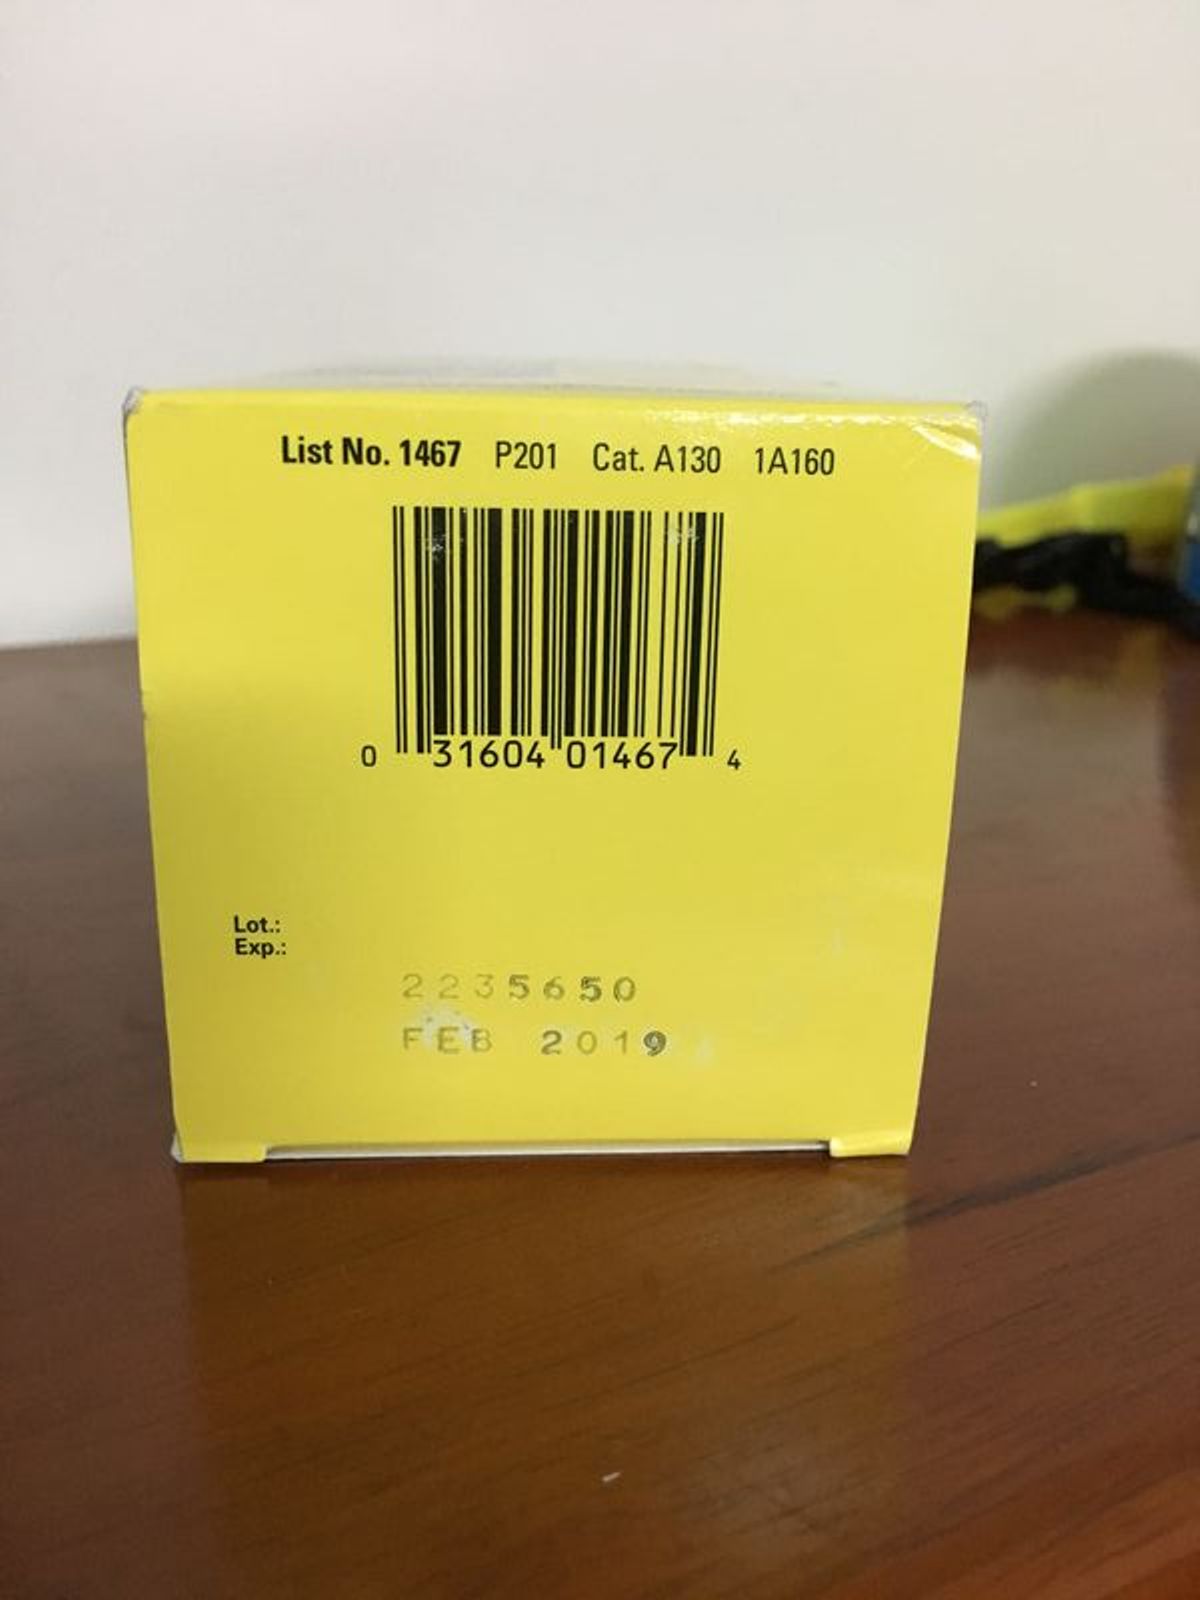 List No. 1467 P201 Cat. A130 1A160
0 31604 01467 4
Lot.:
Exp.:
2235650
FEB 2019